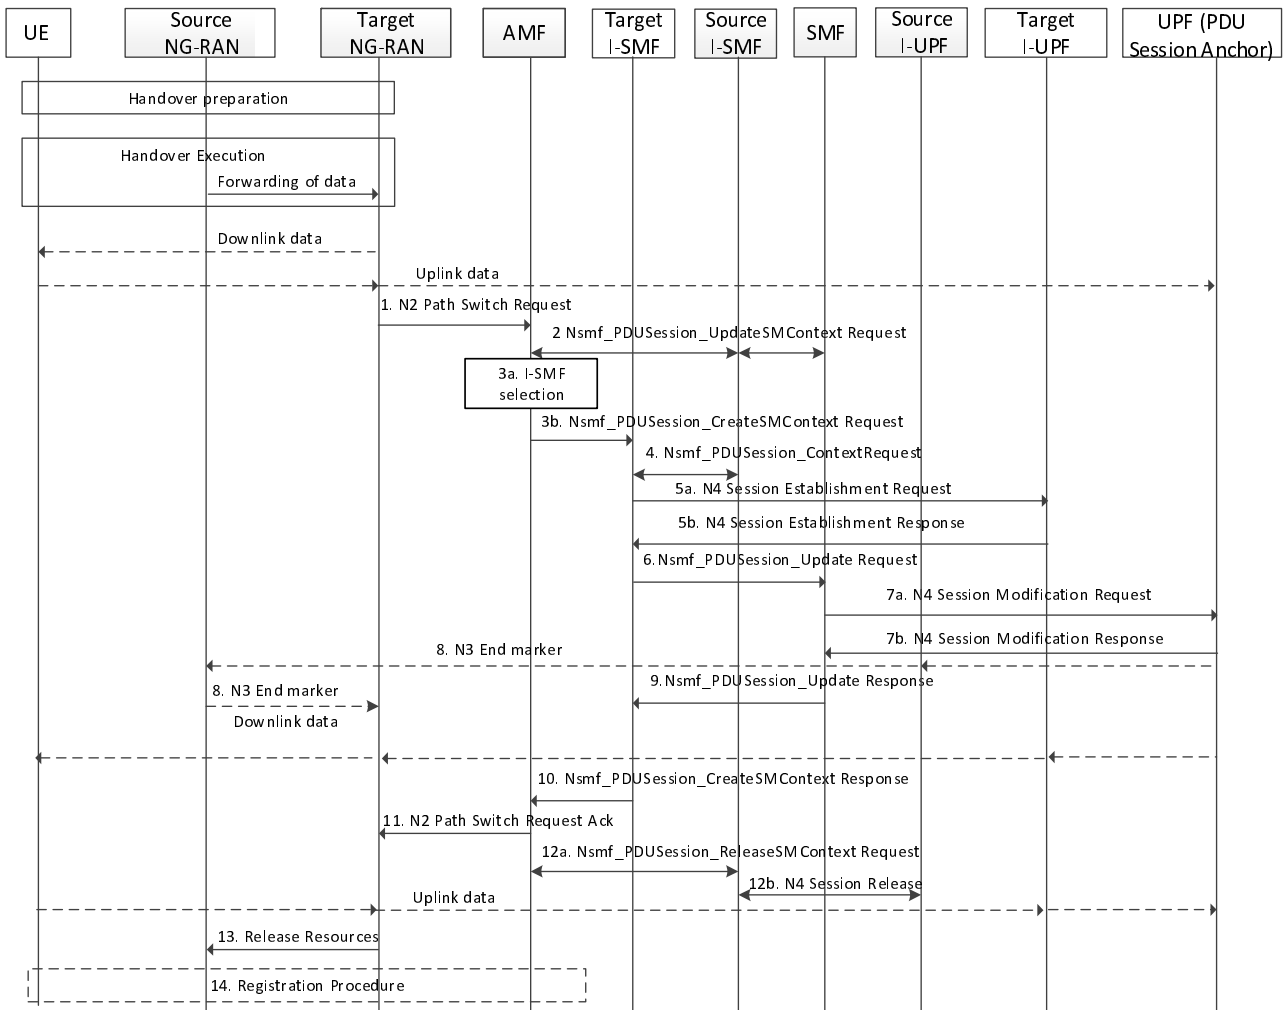 UE
Source
NG-RAN
Target
NG-RAN
AMF
Target
I-SMF
Source
I-SMF
SMF
Source
I-UPF
Target
I-UPF
UPF (PDU
Session Anchor)
Handover preparation
Handover Execution
Forwarding of data
Downlink data
Uplink data
1. N2 Path Switch Request
2 Nsmf_PDUSession_UpdateSMContext Request
3a. I-SMF
selection
3b. Nsmf_PDUSession_CreateSMContext Request
4. Nsmf_PDUSession_ContextRequest
5a. N4 Session Establishment Request
5b. N4 Session Establishment Response
6.Nsmf_PDUSession_Update Request
7a. N4 Session Modification Request
7b. N4 Session Modification Response
8. N3 End marker
9.Nsmf_PDUSession_Update Response
8. N3 End marker
Downlink data
10. Nsmf_PDUSession_CreateSMContext Response
11. N2 Path Switch Request Ack
12a. Nsmf_PDUSession_ReleaseSMContext Request
12b. N4 Session Release
Uplink data
13. Release Resources
14. Registration Procedure